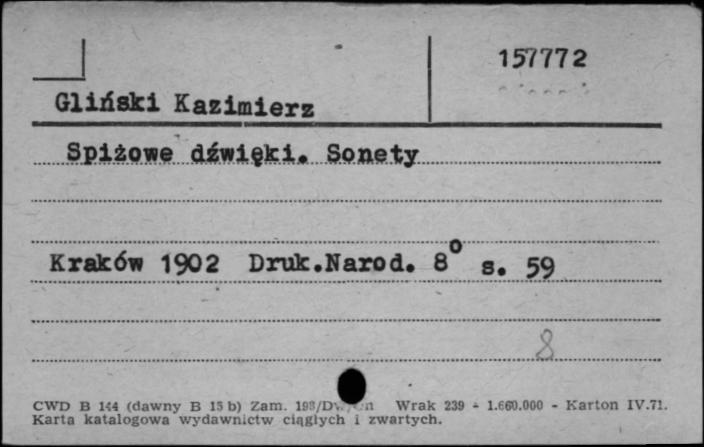 157772
Gliński Kazimierz
Spiżowe dźwięki. Sonety
Kraków 1902 Druk.Narod. 8° s. 59
8
CWD B 144 (dawny B 15 b) Zam. Wrak 239 - 1.660.000 - Karton IV.71.
Karta katalogowa wydawnictw ciągłych i zwartych.